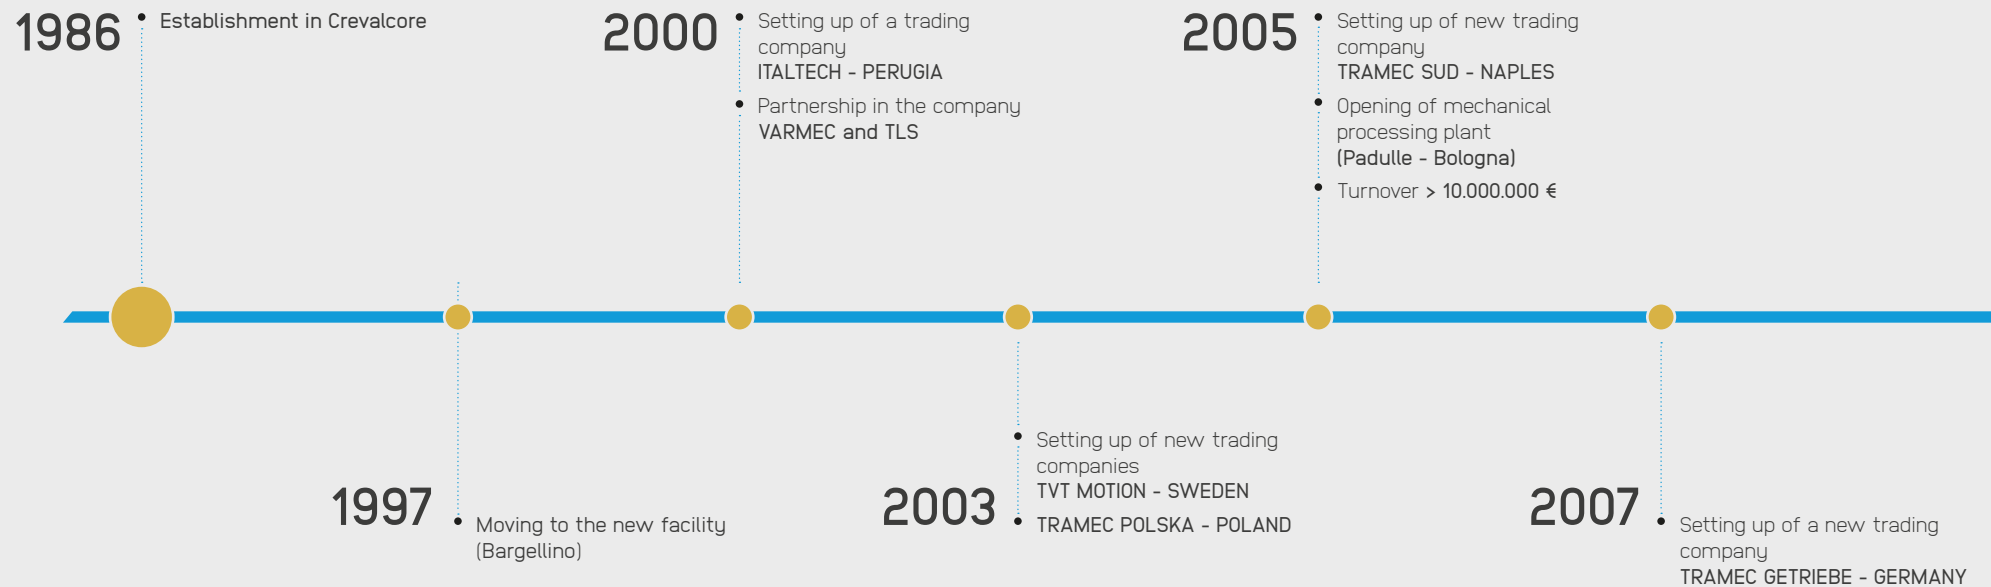 1986
Establishment in Crevalcore
2000
Setting up of a trading
company
ITALTECH - PERUGIA
Partnership in the company
VARMEC and TLS
2005
Setting up of new trading
company
TRAMEC SUD - NAPLES
Opening of mechanical
processing plant
(Padulle - Bologna)
Turnover > 10.000.000 €
1997
Moving to the new facility
(Bargellino)
2003
Setting up of new trading
companies
TVT MOTION - SWEDEN
TRAMEC POLSKA - POLAND
2007
Setting up of a new trading
company
TRAMEC GETRIEBE - GERMANY